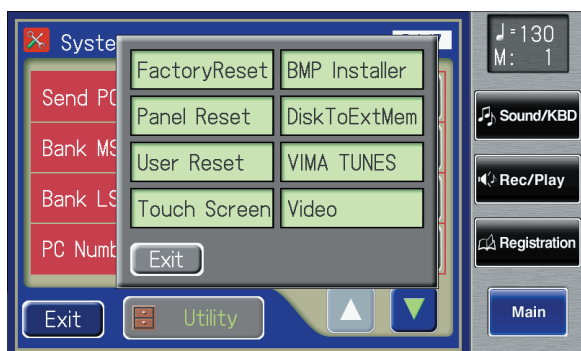 Syste
♩=130
M: 1
FactoryReset
BMP Installer
Panel Reset
DiskToExtMem
User Reset
VIMA TUNES
Touch Screen
Video
Exit
Send PC
Bank MS
Bank LS
PC Numb
Exit
Utility
Sound/KBD
Rec/Play
Registration
Main